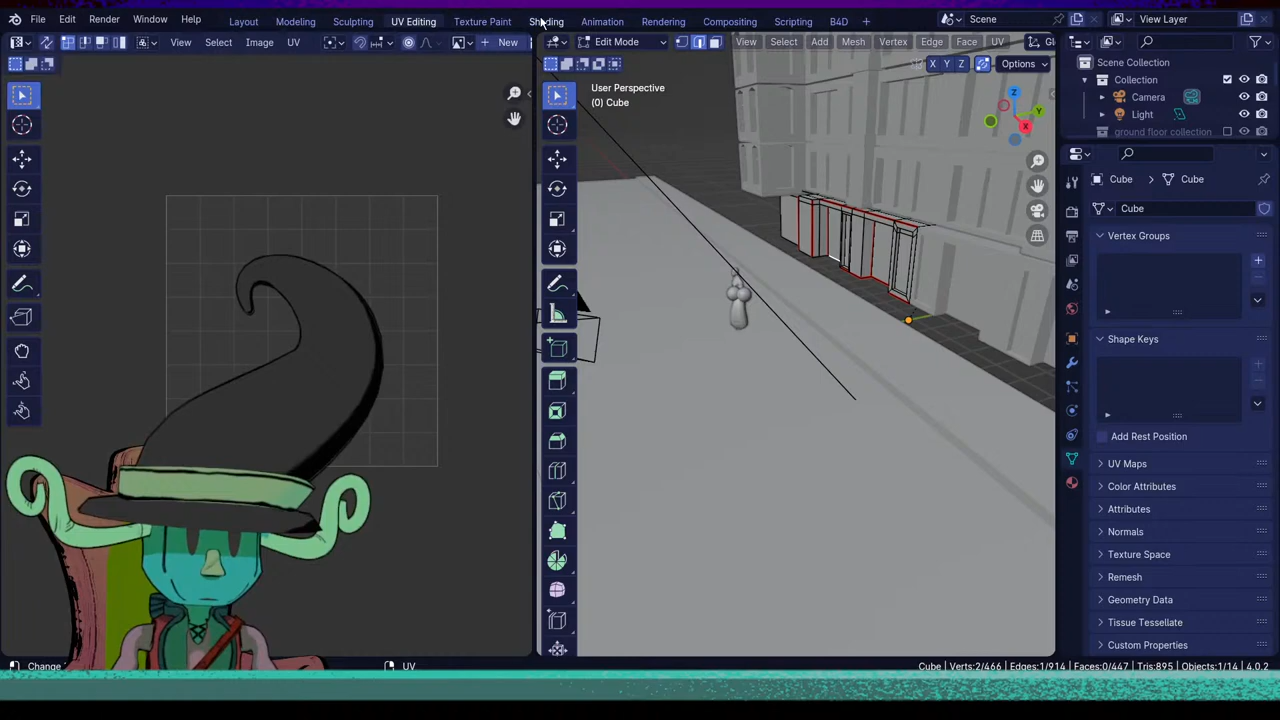 File Edit Render Window Help Layout Modeling Sculpting UV Editing Texture Paint Shading Animation Rendering Compositing Scripting B4D + Scene View Layer
View Select Image UV New Edit Mode View Select Add Mesh Vertex Edge Face UV Gl
X Y Z Options
Scene Collection
Collection
Camera
Light
ground floor collection
User Perspective
(0) Cube
Z
Y
X
Cube Cube
Cube
Vertex Groups
Shape Keys
Add Rest Position
UV Maps
Color Attributes
Attributes
Normals
Texture Space
Remesh
Geometry Data
Tissue Tessellate
Custom Properties
Change UV Cube | Verts:2/466 | Edges:1/914 | Faces:0/447 | Tris:895 | Objects:1/14 | 4.0.2